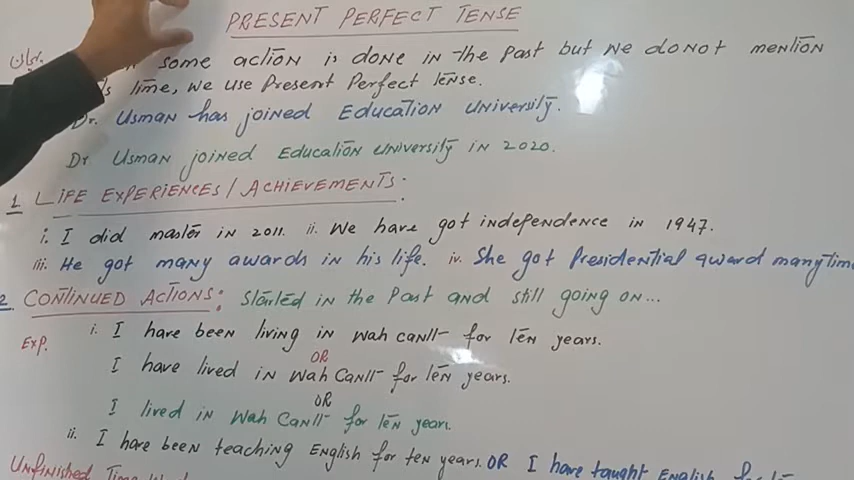 PRESENT PERFECT TENSE
some action is done in the past but we donot mention
time, we use Present Perfect tense.
Dr. Usman has joined Education University.
Dr Usman joined Education University in 2020.
1. LIFE EXPERIENCES/ACHIEVEMENTS:
i. I did master in 2011. ii. We have got independence in 1947.
iii. He got many awards in his life. iv. She got Presidential award many time
2 CONTINUED ACTIONS: Started in the Past and still going on...
Exp. i. I have been living in wah cantt for ten years.
OR
I have lived in wah Cantt for ten years.
OR
I lived in wah Cantt for ten years.
ii. I have been teaching English for ten years. OR I have taught English for
UNFINISHED Time